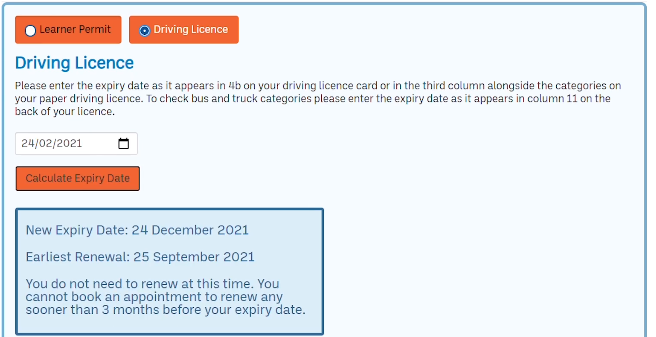 Learner Permit
Driving Licence
Driving Licence
Please enter the expiry date as it appears in 4b on your driving licence card or in the third column alongside the categories on
your paper driving licence. To check bus and truck categories please enter the expiry date as it appears in column 11 on the
back of your licence.
24/02/2021
Calculate Expiry Date
New Expiry Date: 24 December 2021
Earliest Renewal: 25 September 2021
You do not need to renew at this time. You
cannot book an appointment to renew any
sooner than 3 months before your expiry date.